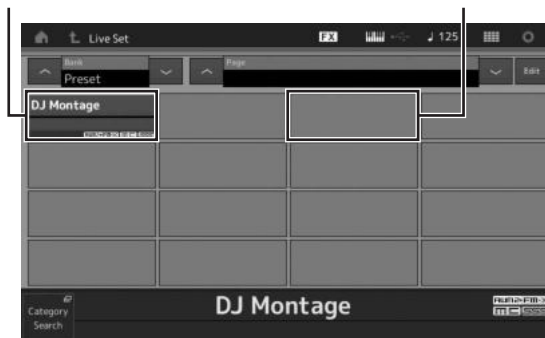 Live Set
FX
125
Bank
Preset
Page
Edit
DJ Montage
Category
Search
DJ Montage